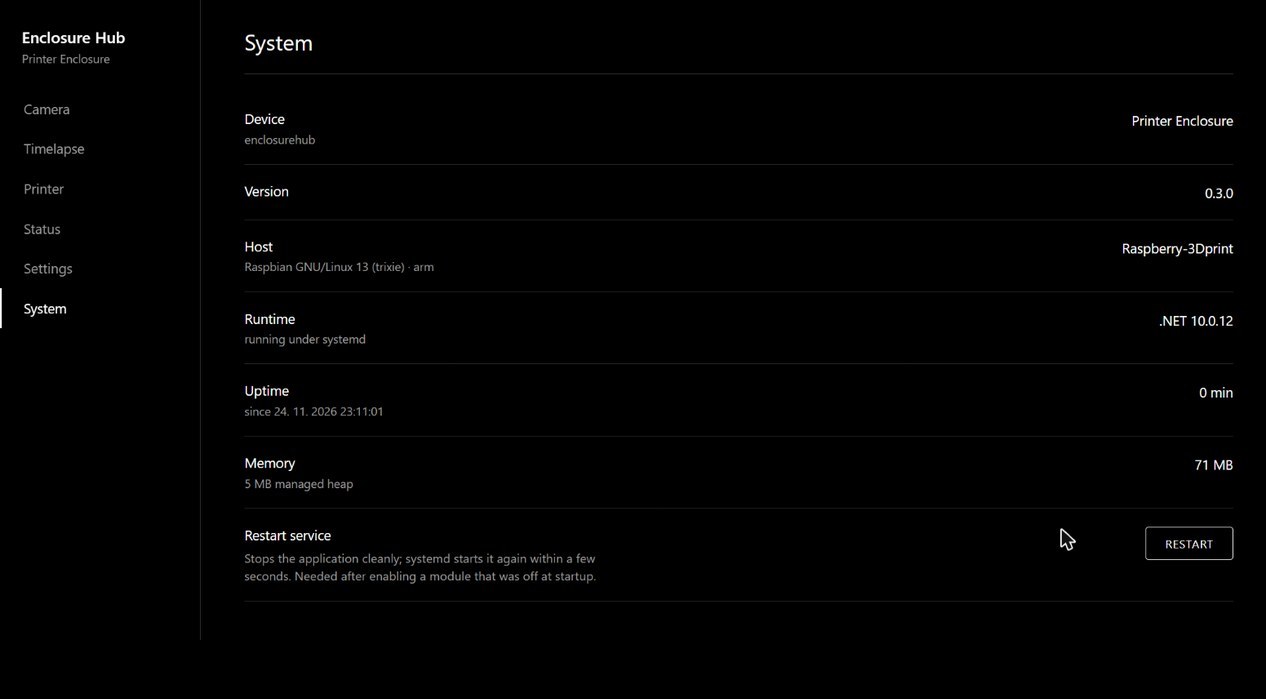 Enclosure Hub
Printer Enclosure
Camera
Timelapse
Printer
Status
Settings
System
System
Device
enclosurehub
Printer Enclosure
Version
0.3.0
Host
Raspbian GNU/Linux 13 (trixie) · arm
Raspberry-3Dprint
Runtime
running under systemd
.NET 10.0.12
Uptime
since 24. 11. 2026 23:11:01
0 min
Memory
5 MB managed heap
71 MB
Restart service
Stops the application cleanly; systemd starts it again within a few
seconds. Needed after enabling a module that was off at startup.
RESTART